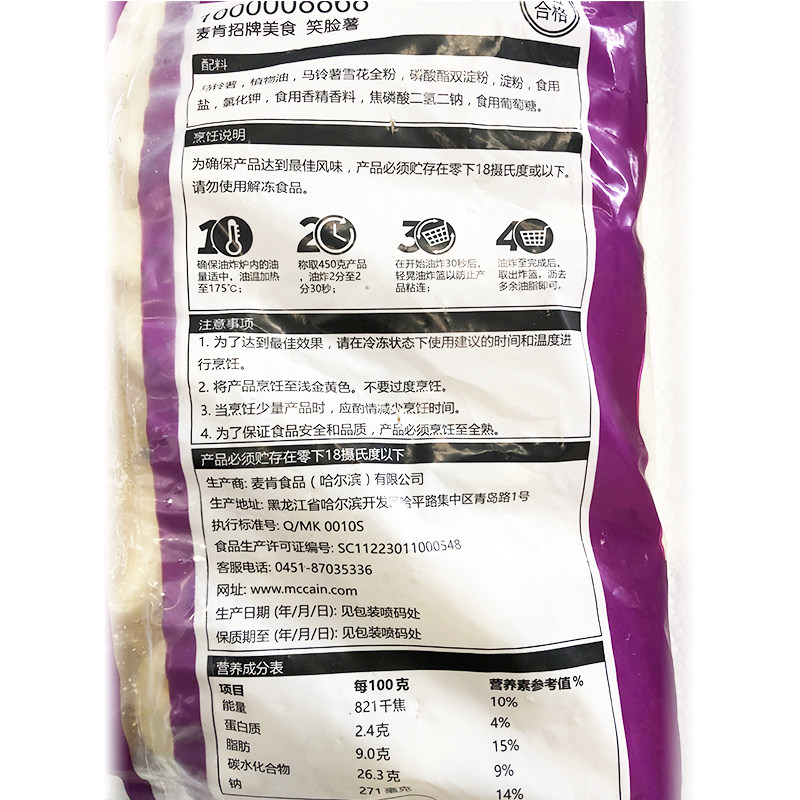 1000006668
合格
麦肯招牌美食 笑脸薯
配料
马铃薯，植物油，马铃薯雪花全粉，磷酸酯双淀粉，淀粉，食用
盐，氯化钾，食用香精香料，焦磷酸二氢二钠，食用葡萄糖。
烹饪说明
为确保产品达到最佳风味，产品必须贮存在零下18摄氏度或以下。
请勿使用解冻食品。
1
确保油炸炉内的油
量适中，油温加热
至175℃；
2
称取450克产品
，油炸2分至2
分30秒；
3
在开始油炸30秒后，
轻晃油炸篮以防止产
品粘连；
4
油炸至完成后，
取出炸篮，沥去
多余油脂即可。
注意事项
1. 为了达到最佳效果，请在冷冻状态下使用建议的时间和温度进
行烹饪。
2. 将产品烹饪至浅金黄色。不要过度烹饪。
3. 当烹饪少量产品时，应酌情减少烹饪时间。
4. 为了保证食品安全和品质，产品必须烹饪至全熟。
产品必须贮存在零下18摄氏度以下
生产商: 麦肯食品（哈尔滨）有限公司
生产地址: 黑龙江省哈尔滨开发区哈平路集中区青岛路1号
执行标准号: Q/MK 0010S
食品生产许可证编号: SC11223011000548
客服电话: 0451-87035336
网址: www.mccain.com
生产日期 (年/月/日): 见包装喷码处
保质期至 (年/月/日): 见包装喷码处
营养成分表
项目 每100克 营养素参考值%
能量 821千焦 10%
蛋白质 2.4克 4%
脂肪 9.0克 15%
碳水化合物 26.3克 9%
钠 271毫克 14%